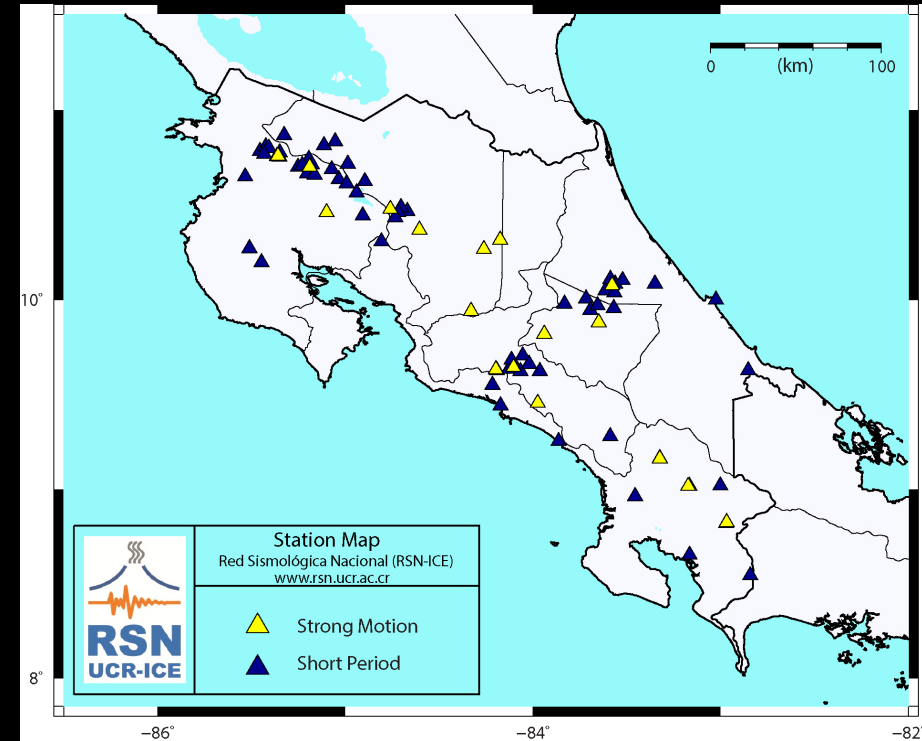 0 (km) 100
10°
8°
Station Map
Red Sismológica Nacional (RSN-ICE)
www.rsn.ucr.ac.cr
RSN
UCR-ICE
Strong Motion
Short Period
−86° −84° −82